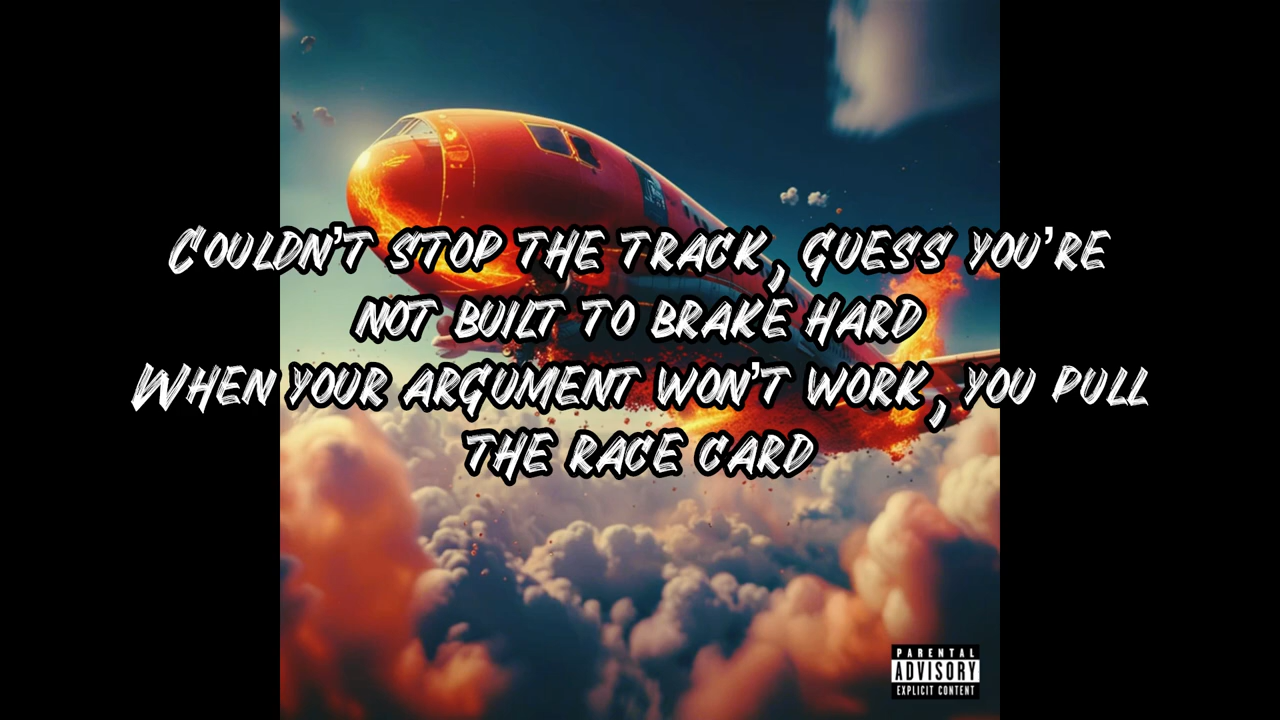 Couldn't stop the track, guess you're
not built to brake hard
When your argument won't work, you pull
the race card
PARENTAL
ADVISORY
EXPLICIT CONTENT